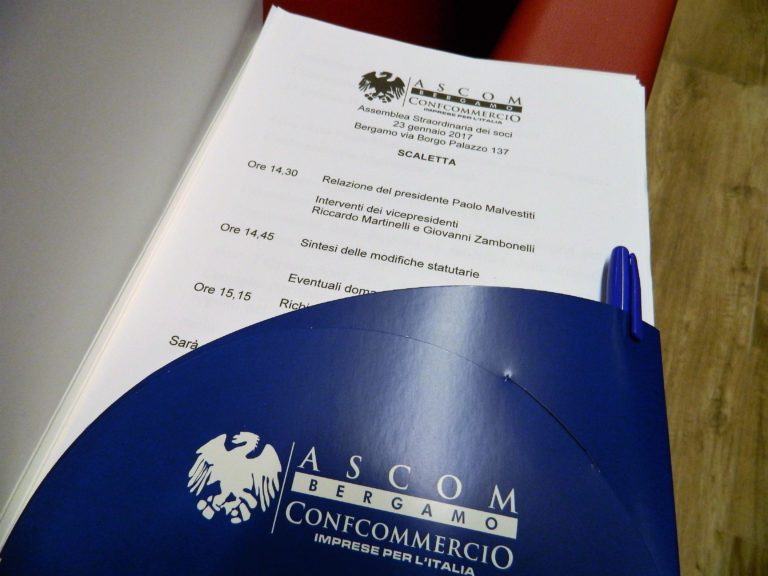 ASCOM
BERGAMO
CONFCOMMERCIO
IMPRESE PER L'ITALIA
Assemblea Straordinaria dei soci
23 gennaio 2017
Bergamo via Borgo Palazzo 137
SCALETTA
Ore 14,30 Relazione del presidente Paolo Malvestiti
Interventi dei vicepresidenti
Riccardo Martinelli e Giovanni Zambonelli
Ore 14,45 Sintesi delle modifiche statutarie
Eventuali
Ore 15,15
Sarà
ASCOM
BERGAMO
CONFCOMMERCIO
IMPRESE PER L'ITALIA